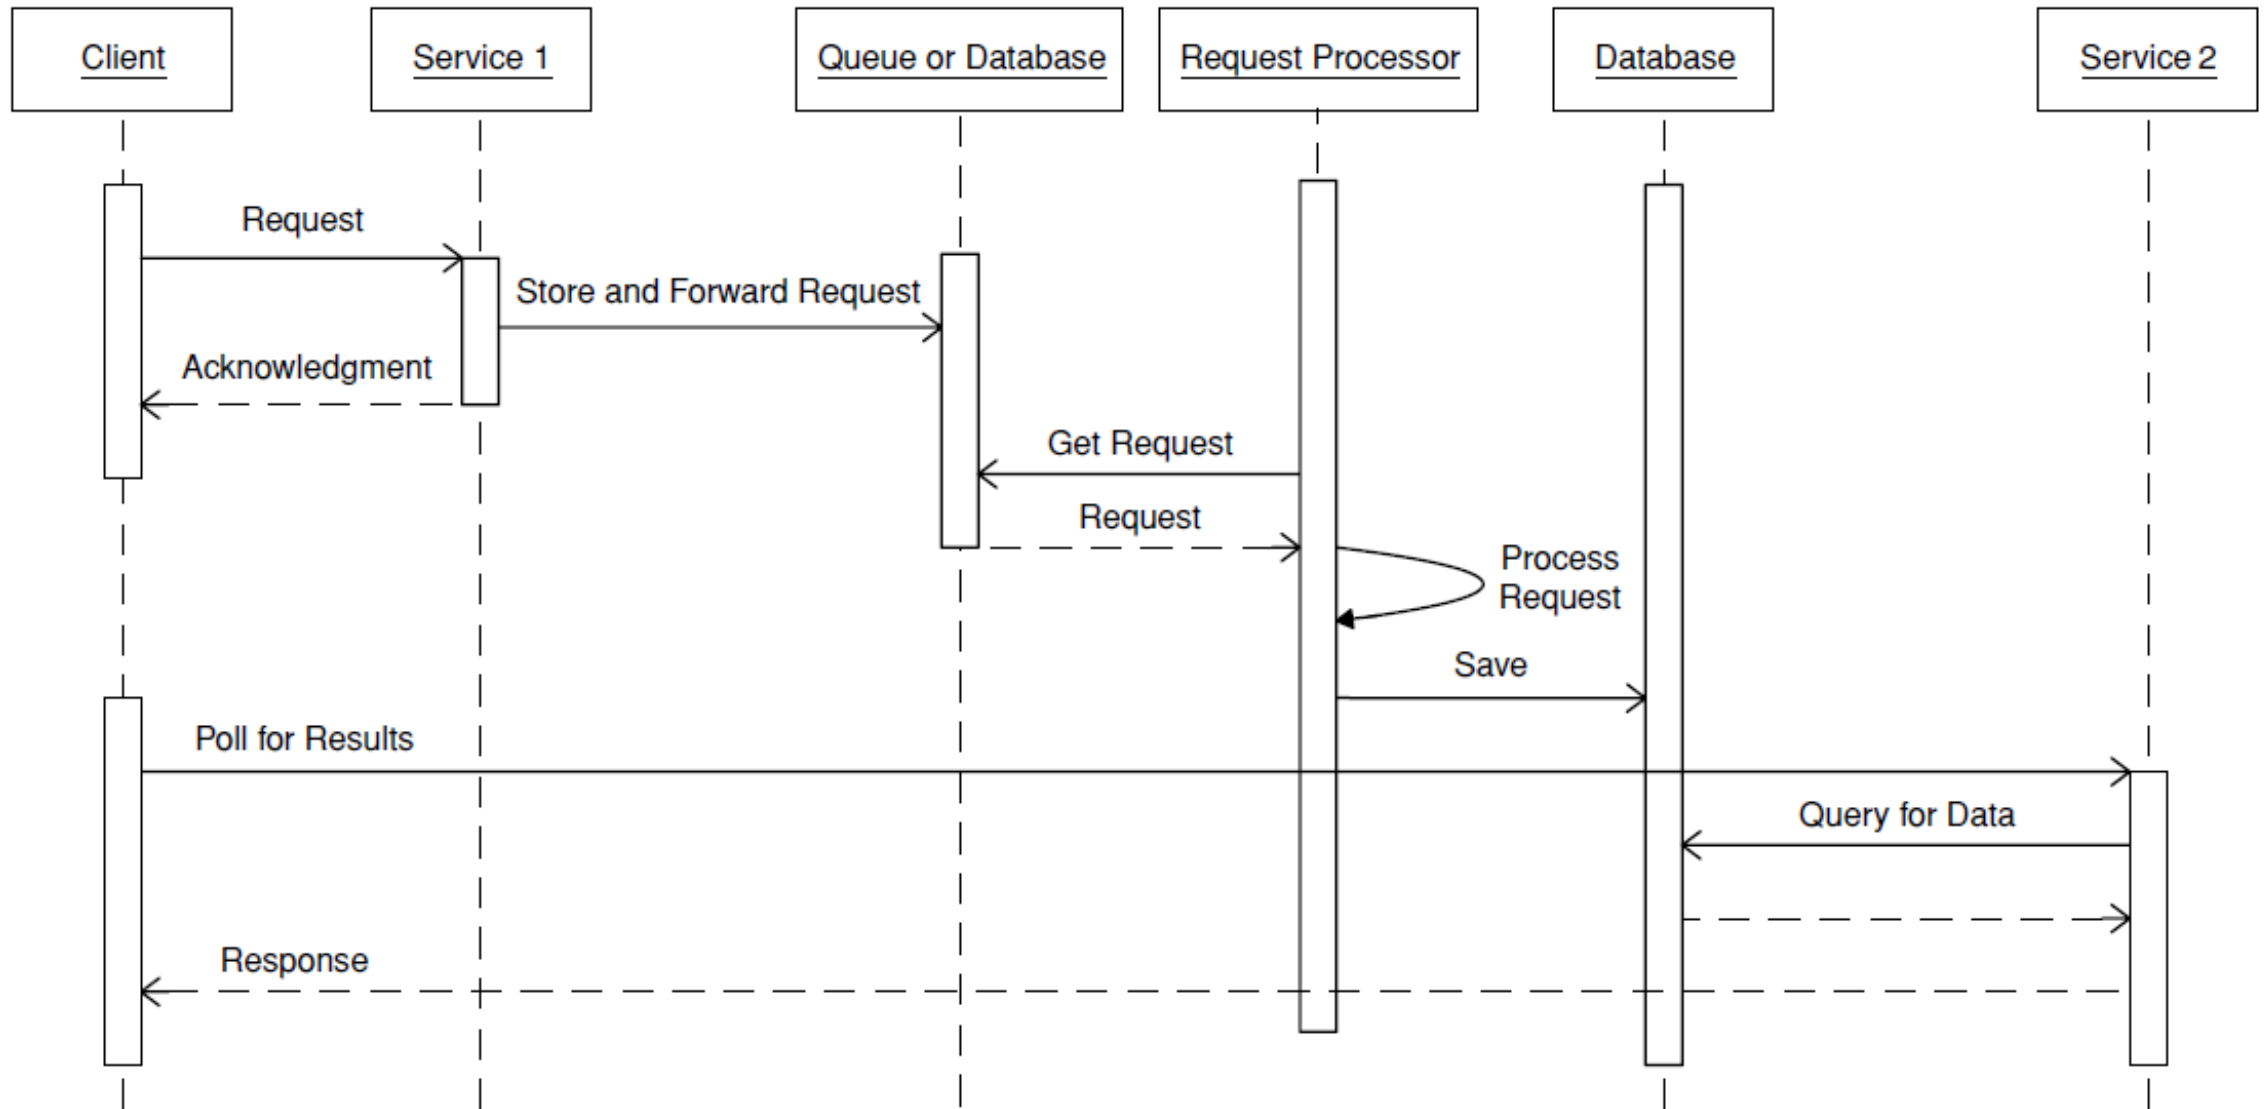 Client
Service 1
Queue or Database
Request Processor
Database
Service 2
Request
Store and Forward Request
Acknowledgment
Get Request
Request
Process
Request
Save
Poll for Results
Query for Data
Response